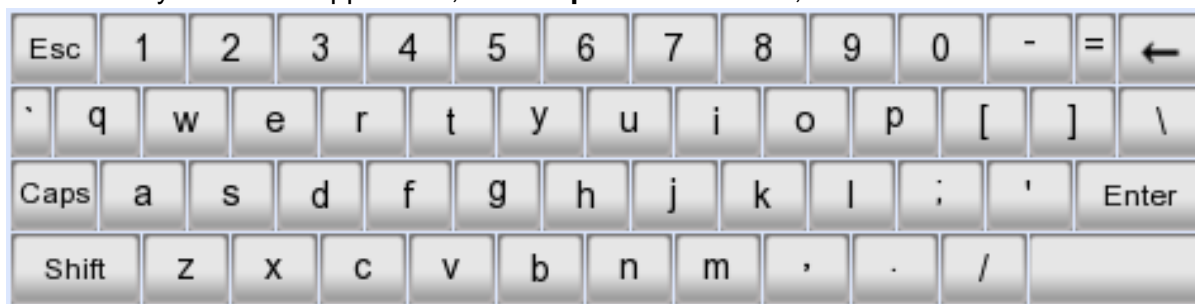 Esc 1 2 3 4 5 6 7 8 9 0 - = ←
` q w e r t y u i o p [ ] \
Caps a s d f g h j k l ; ' Enter
Shift z x c v b n m , . /